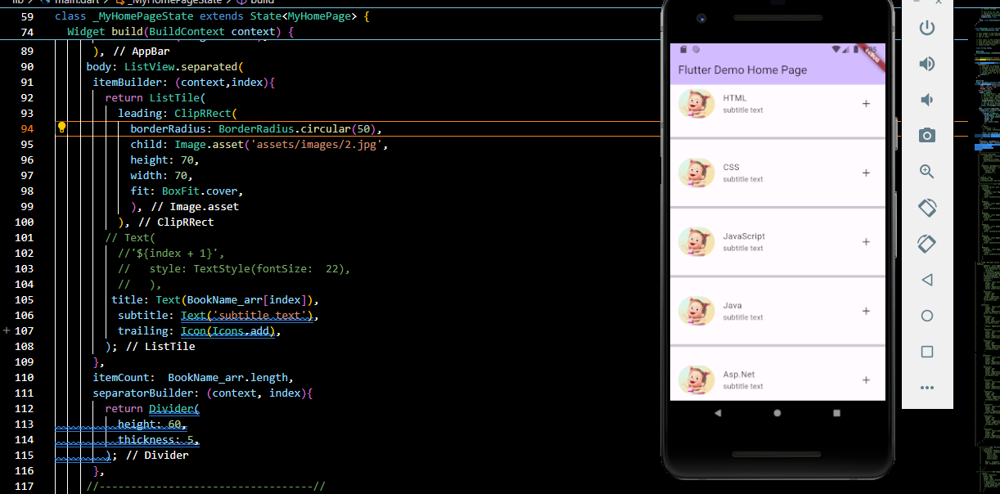 lib > main.dart > _MyHomePageState > build
59 class _MyHomePageState extends State<MyHomePage> {
74 Widget build(BuildContext context) {
89 ), // AppBar
90 body: ListView.separated(
91 itemBuilder: (context,index){
92 return ListTile(
93 leading: ClipRRect(
94 borderRadius: BorderRadius.circular(50),
95 child: Image.asset('assets/images/2.jpg',
96 height: 70,
97 width: 70,
98 fit: BoxFit.cover,
99 ), // Image.asset
100 ), // ClipRRect
101 // Text(
102 //'${index + 1}',
103 // style: TextStyle(fontSize: 22),
104 // ),
105 title: Text(BookName_arr[index]),
106 subtitle: Text('subtitle text'),
107 trailing: Icon(Icons.add),
108 ); // ListTile
109 },
110 itemCount: BookName_arr.length,
111 separatorBuilder: (context, index){
112 return Divider(
113 height: 60,
114 thickness: 5,
115 ); // Divider
116 },
117 //----------------------------------//
Flutter Demo Home Page
HTML
subtitle text
CSS
subtitle text
JavaScript
subtitle text
Java
subtitle text
Asp.Net
subtitle text